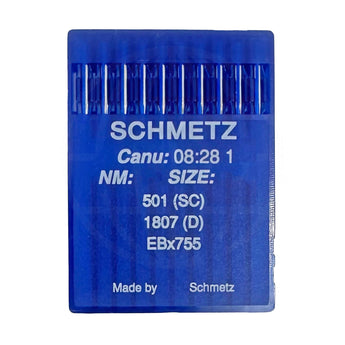 SCHMETZ
Canu: 08:28 1
NM: SIZE:
501 (SC)
1807 (D)
EBx755
Made by Schmetz